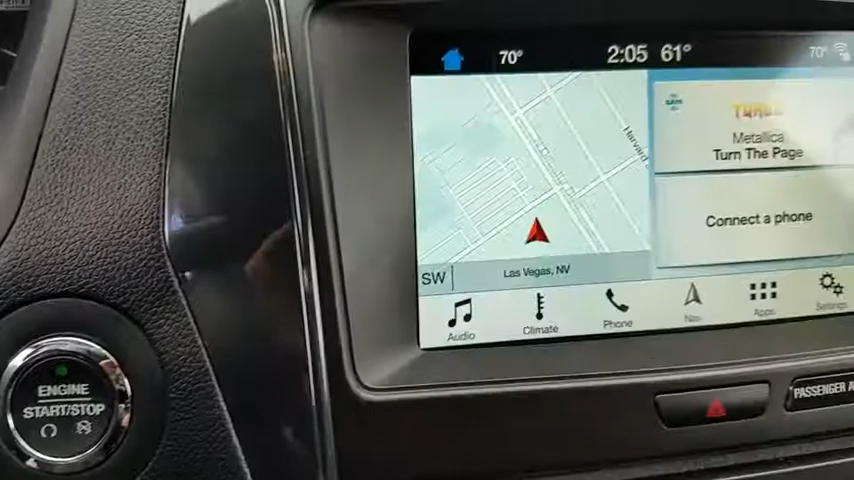 70°
2:05
61°
70°
Harvard
Metallica
Turn The Page
Connect a phone
SW
Las Vegas, NV
Audio
Climate
Phone
Nav
Apps
Settings
ENGINE
START/STOP
PASSENGER